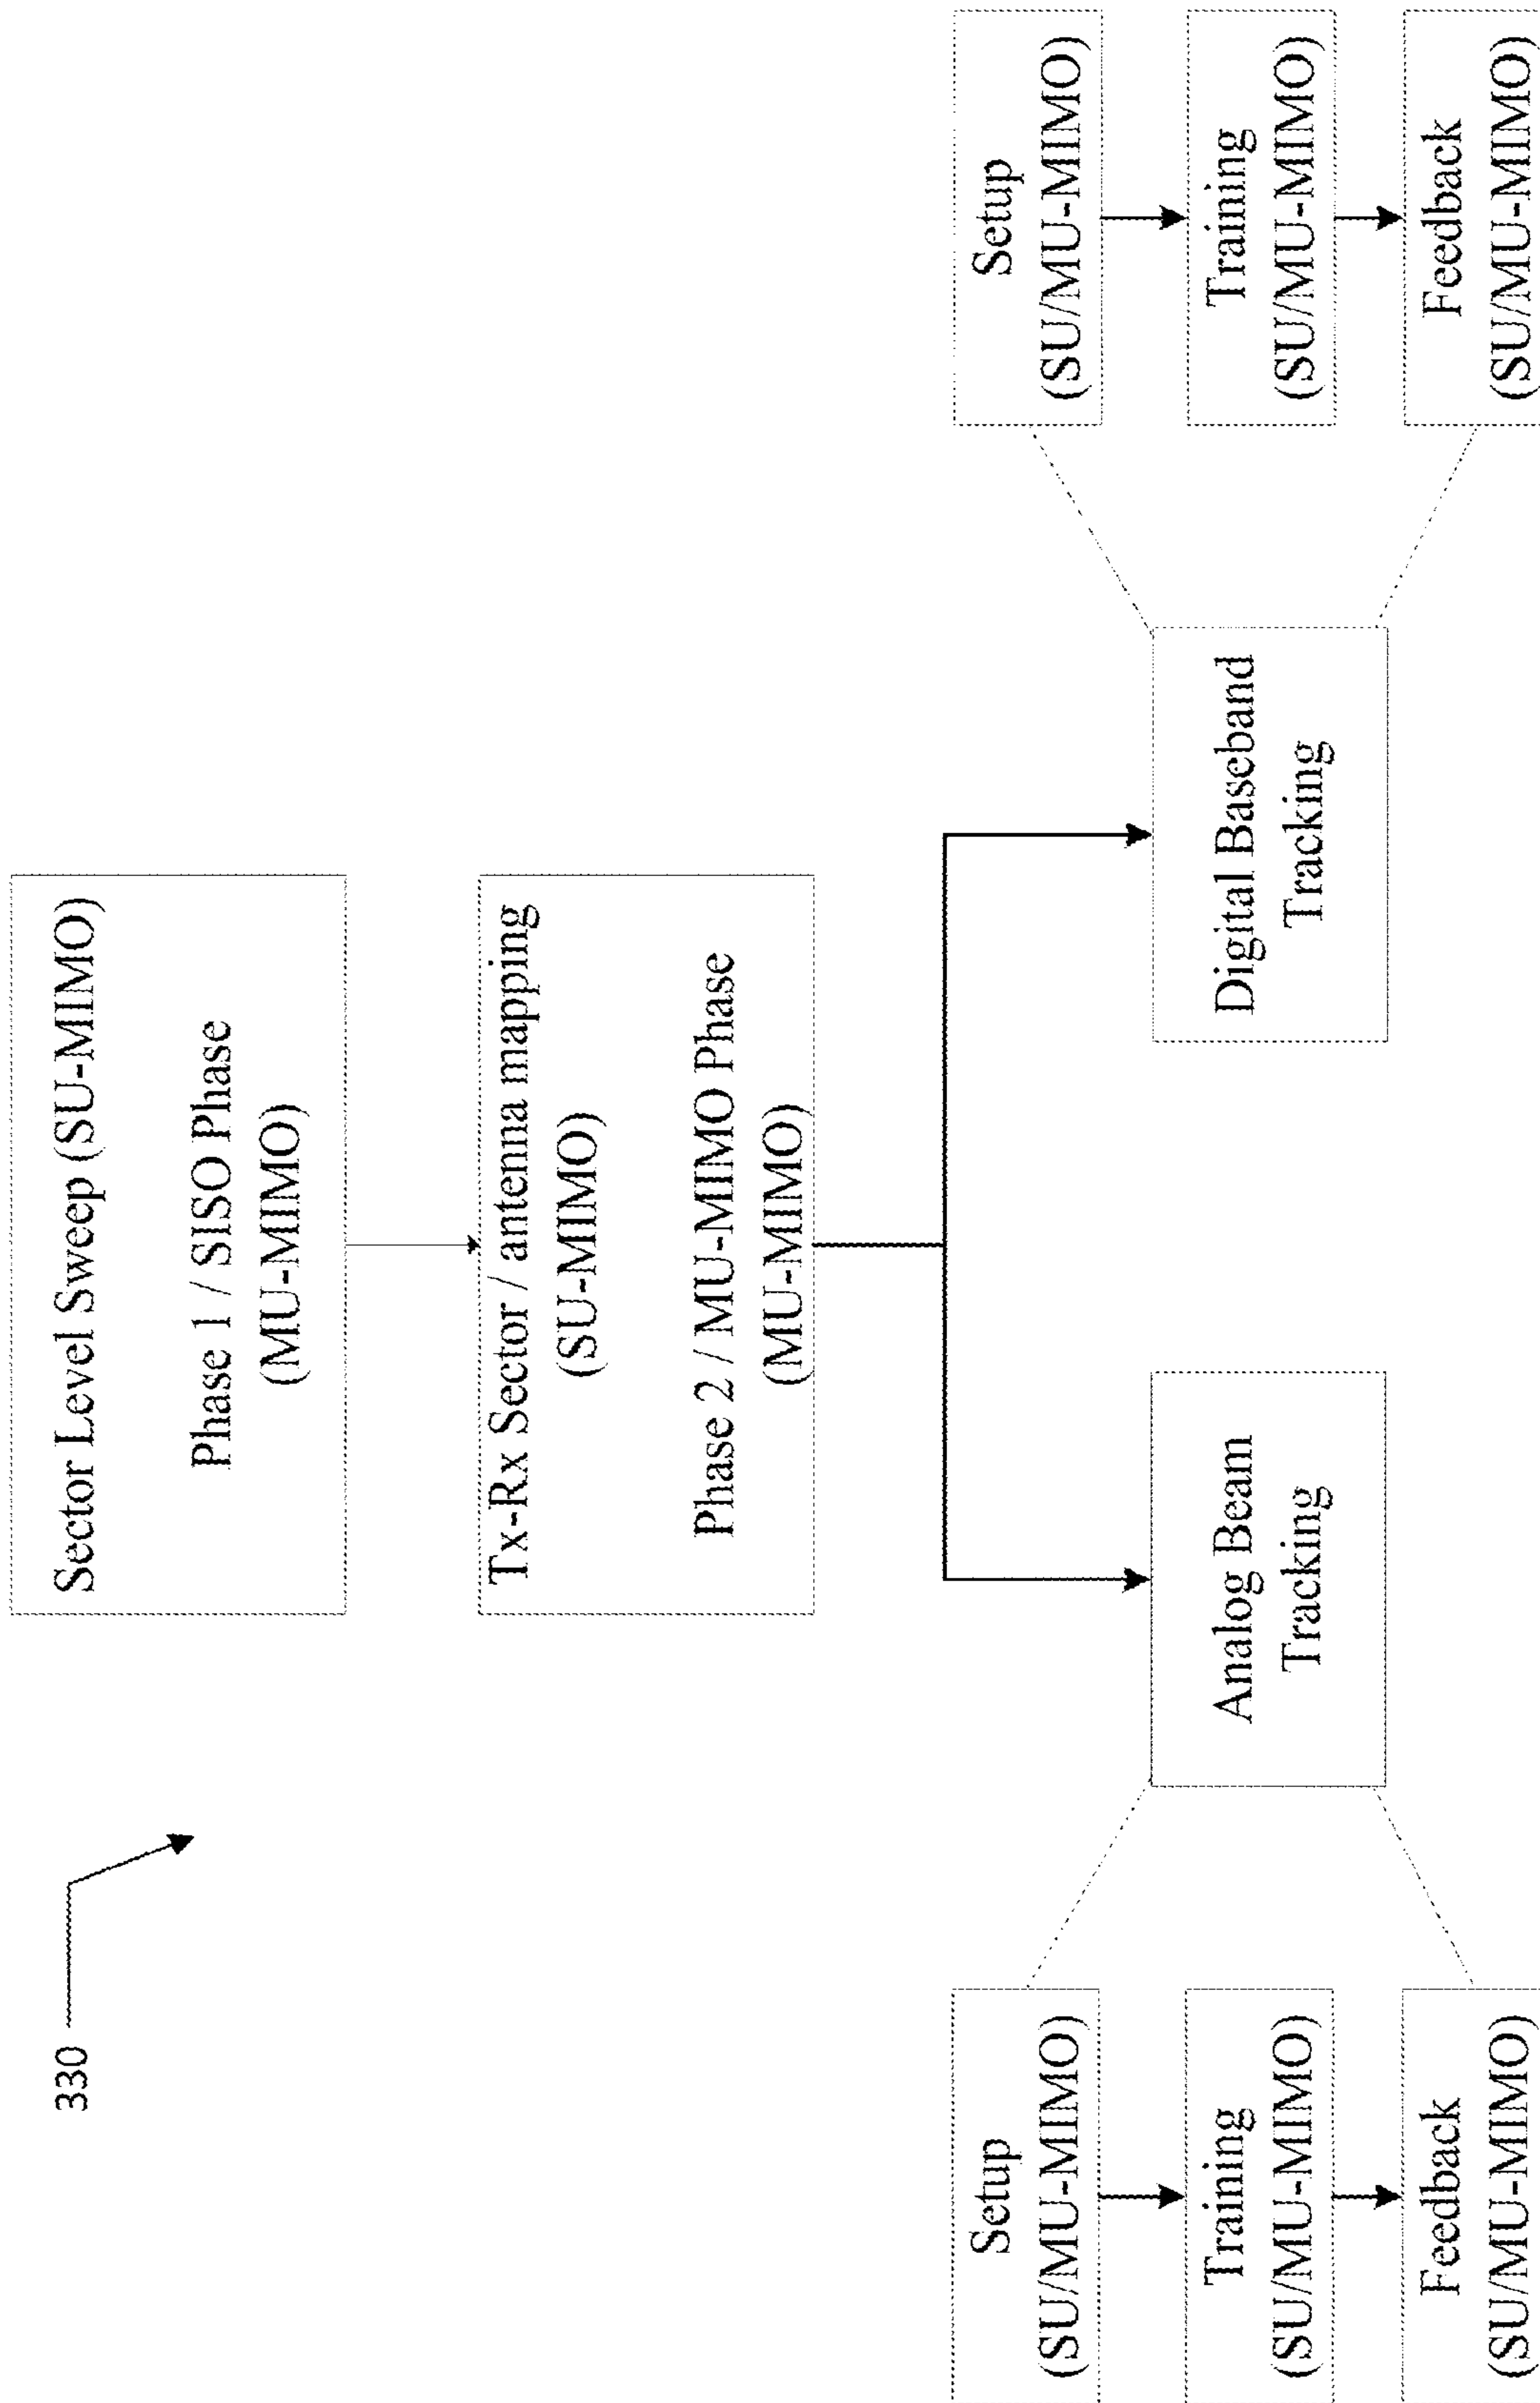 330
Sector Level Sweep (SU-MIMO)
Phase 1 / SISO Phase
(MU-MIMO)
Tx-Rx Sector / antenna mapping
(SU-MIMO)
Phase 2 / MU-MIMO Phase
(MU-MIMO)
Analog Beam
Tracking
Digital Baseband
Tracking
Setup
(SU/MU-MIMO)
Training
(SU/MU-MIMO)
Feedback
(SU/MU-MIMO)
Setup
(SU/MU-MIMO)
Training
(SU/MU-MIMO)
Feedback
(SU/MU-MIMO)